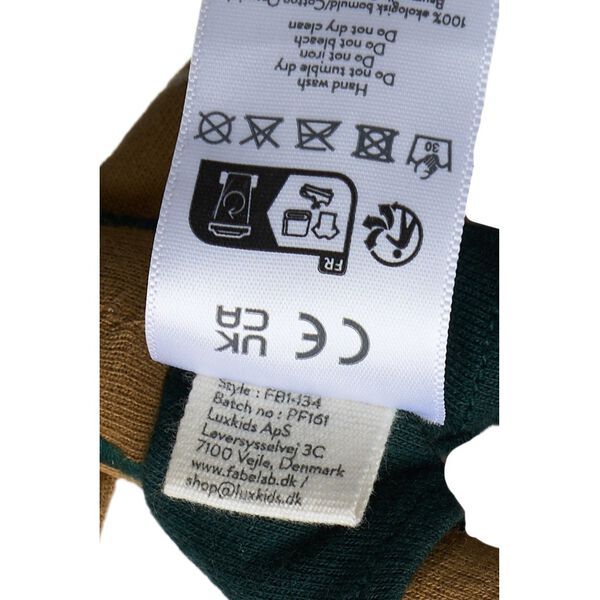 100% økologisk bomuld/Cotton
Do not dry clean
Do not bleach
Do not iron
Do not tumble dry
Hand wash
30
FR
CE
UK
CA
Style : FB1-134
Batch no : PF161
Luxkids ApS
Løversysselvej 3C
7100 Vejle, Denmark
www.fabelab.dk /
shop@luxkids.dk